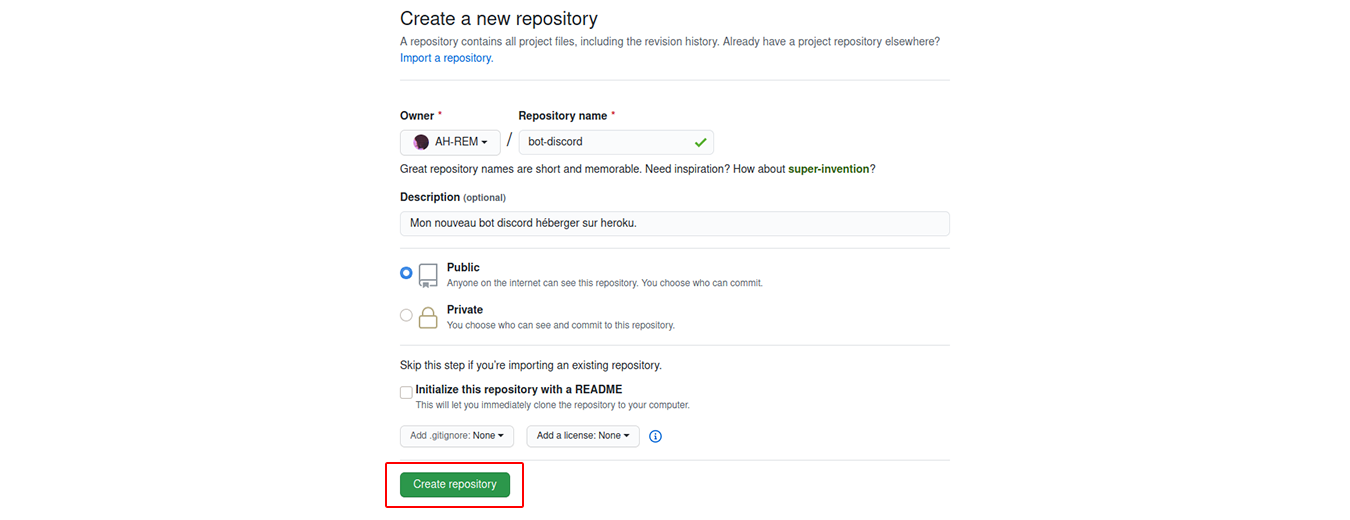 Create a new repository
A repository contains all project files, including the revision history. Already have a project repository elsewhere?
Import a repository.
Owner * Repository name *
AH-REM / bot-discord
Great repository names are short and memorable. Need inspiration? How about super-invention?
Description (optional)
Mon nouveau bot discord héberger sur heroku.
Public
Anyone on the internet can see this repository. You choose who can commit.
Private
You choose who can see and commit to this repository.
Skip this step if you're importing an existing repository.
Initialize this repository with a README
This will let you immediately clone the repository to your computer.
Add .gitignore: None Add a license: None
Create repository